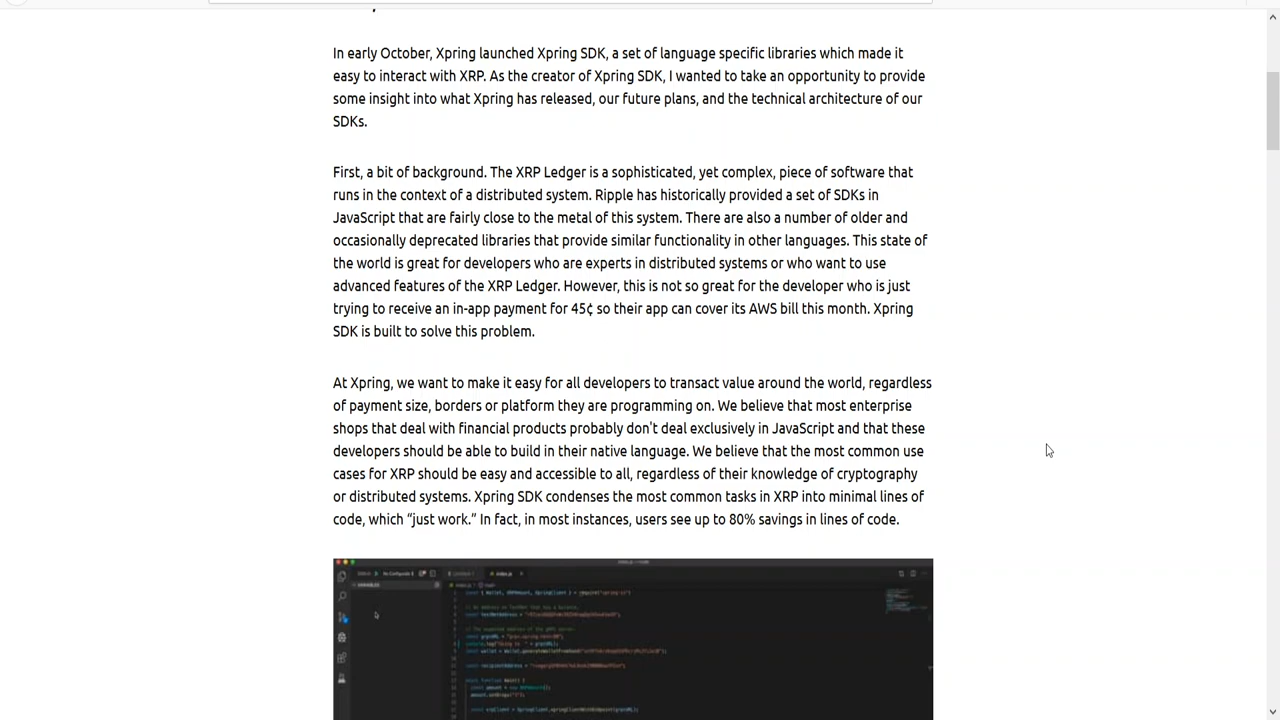 In early October, Xpring launched Xpring SDK, a set of language specific libraries which made it
easy to interact with XRP. As the creator of Xpring SDK, I wanted to take an opportunity to provide
some insight into what Xpring has released, our future plans, and the technical architecture of our
SDKs.
First, a bit of background. The XRP Ledger is a sophisticated, yet complex, piece of software that
runs in the context of a distributed system. Ripple has historically provided a set of SDKs in
JavaScript that are fairly close to the metal of this system. There are also a number of older and
occasionally deprecated libraries that provide similar functionality in other languages. This state of
the world is great for developers who are experts in distributed systems or who want to use
advanced features of the XRP Ledger. However, this is not so great for the developer who is just
trying to receive an in-app payment for 45¢ so their app can cover its AWS bill this month. Xpring
SDK is built to solve this problem.
At Xpring, we want to make it easy for all developers to transact value around the world, regardless
of payment size, borders or platform they are programming on. We believe that most enterprise
shops that deal with financial products probably don't deal exclusively in JavaScript and that these
developers should be able to build in their native language. We believe that the most common use
cases for XRP should be easy and accessible to all, regardless of their knowledge of cryptography
or distributed systems. Xpring SDK condenses the most common tasks in XRP into minimal lines of
code, which “just work.” In fact, in most instances, users see up to 80% savings in lines of code.